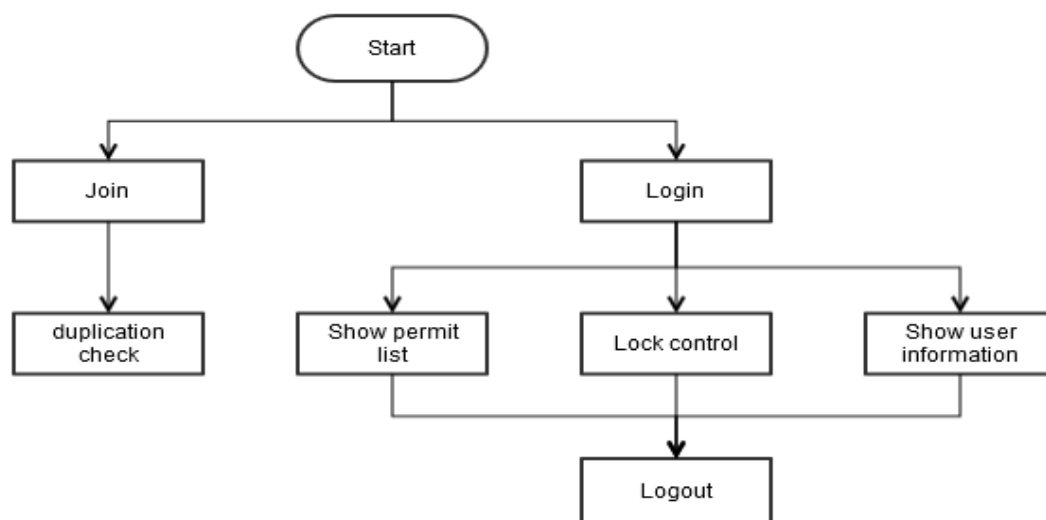 Start
Join
Login
duplication
check
Show permit
list
Lock control
Show user
information
Logout